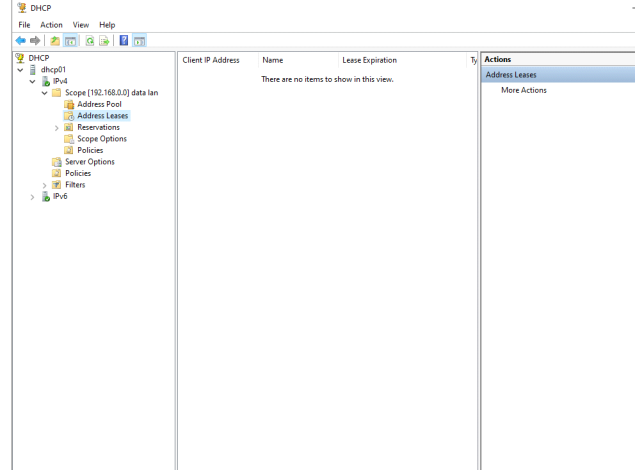 DHCP
File Action View Help
DHCP
dhcp01
IPv4
Scope [192.168.0.0] data lan
Address Pool
Address Leases
Reservations
Scope Options
Policies
Server Options
Policies
Filters
IPv6
Client IP Address Name Lease Expiration Ty
There are no items to show in this view.
Actions
Address Leases
More Actions